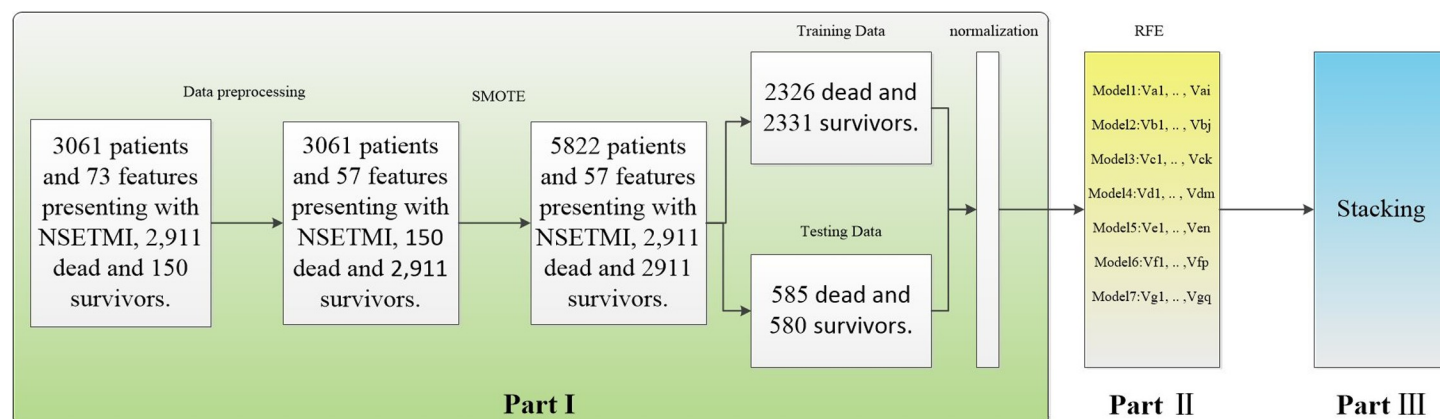 Data preprocessing
SMOTE
Training Data
normalization
RFE
3061 patients
and 73 features
presenting with
NSETMI, 2,911
dead and 150
survivors.
3061 patients
and 57 features
presenting with
NSETMI, 150
dead and 2,911
survivors.
5822 patients
and 57 features
presenting with
NSETMI, 2,911
dead and 2911
survivors.
2326 dead and
2331 survivors.
Testing Data
585 dead and
580 survivors.
Model1:Va1, .. , Vai
Model2:Vb1, .. , Vbj
Model3:Vc1, .. , Vck
Model4:Vd1, .. , Vdm
Model5:Ve1, .. ,Ven
Model6:Vf1, .. ,Vfp
Model7:Vg1, .. ,Vgq
Stacking
Part I
Part II
Part III